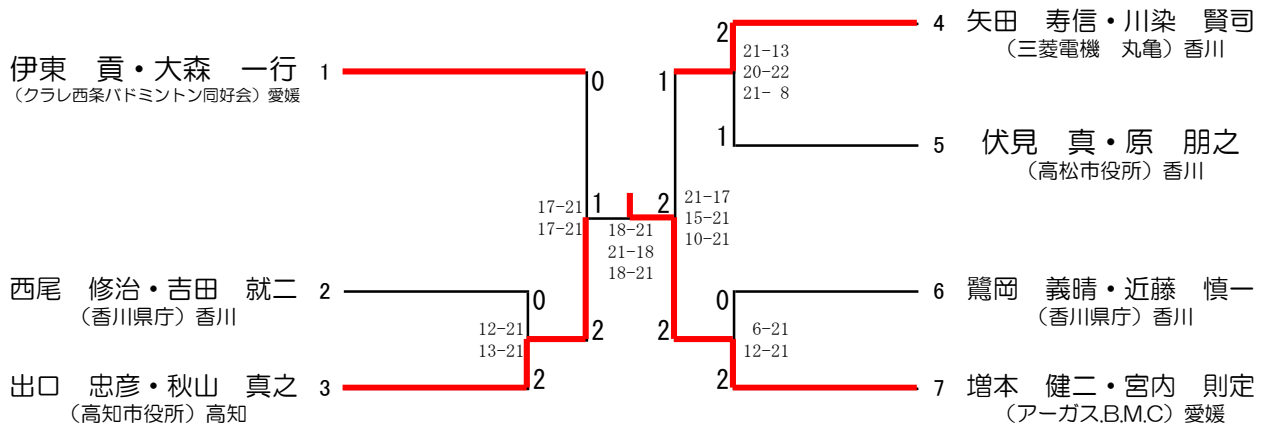 伊東 貢・大森 一行 1
(クラレ西条バドミントン同好会)愛媛
0
17-21
17-21
1
西尾 修治・吉田 就二 2
(香川県庁)香川
0
12-21
13-21
2
2
出口 忠彦・秋山 真之 3
(高知市役所)高知
18-21
21-18
18-21
2
4 矢田 寿信・川染 賢司
(三菱電機 丸亀)香川
2
21-13
20-22
21- 8
1
1
5 伏見 真・原 朋之
(高松市役所)香川
21-17
15-21
10-21
6 鷺岡 義晴・近藤 慎一
(香川県庁)香川
0
6-21
12-21
2
2
7 増本 健二・宮内 則定
(アーガス.B.M.C)愛媛